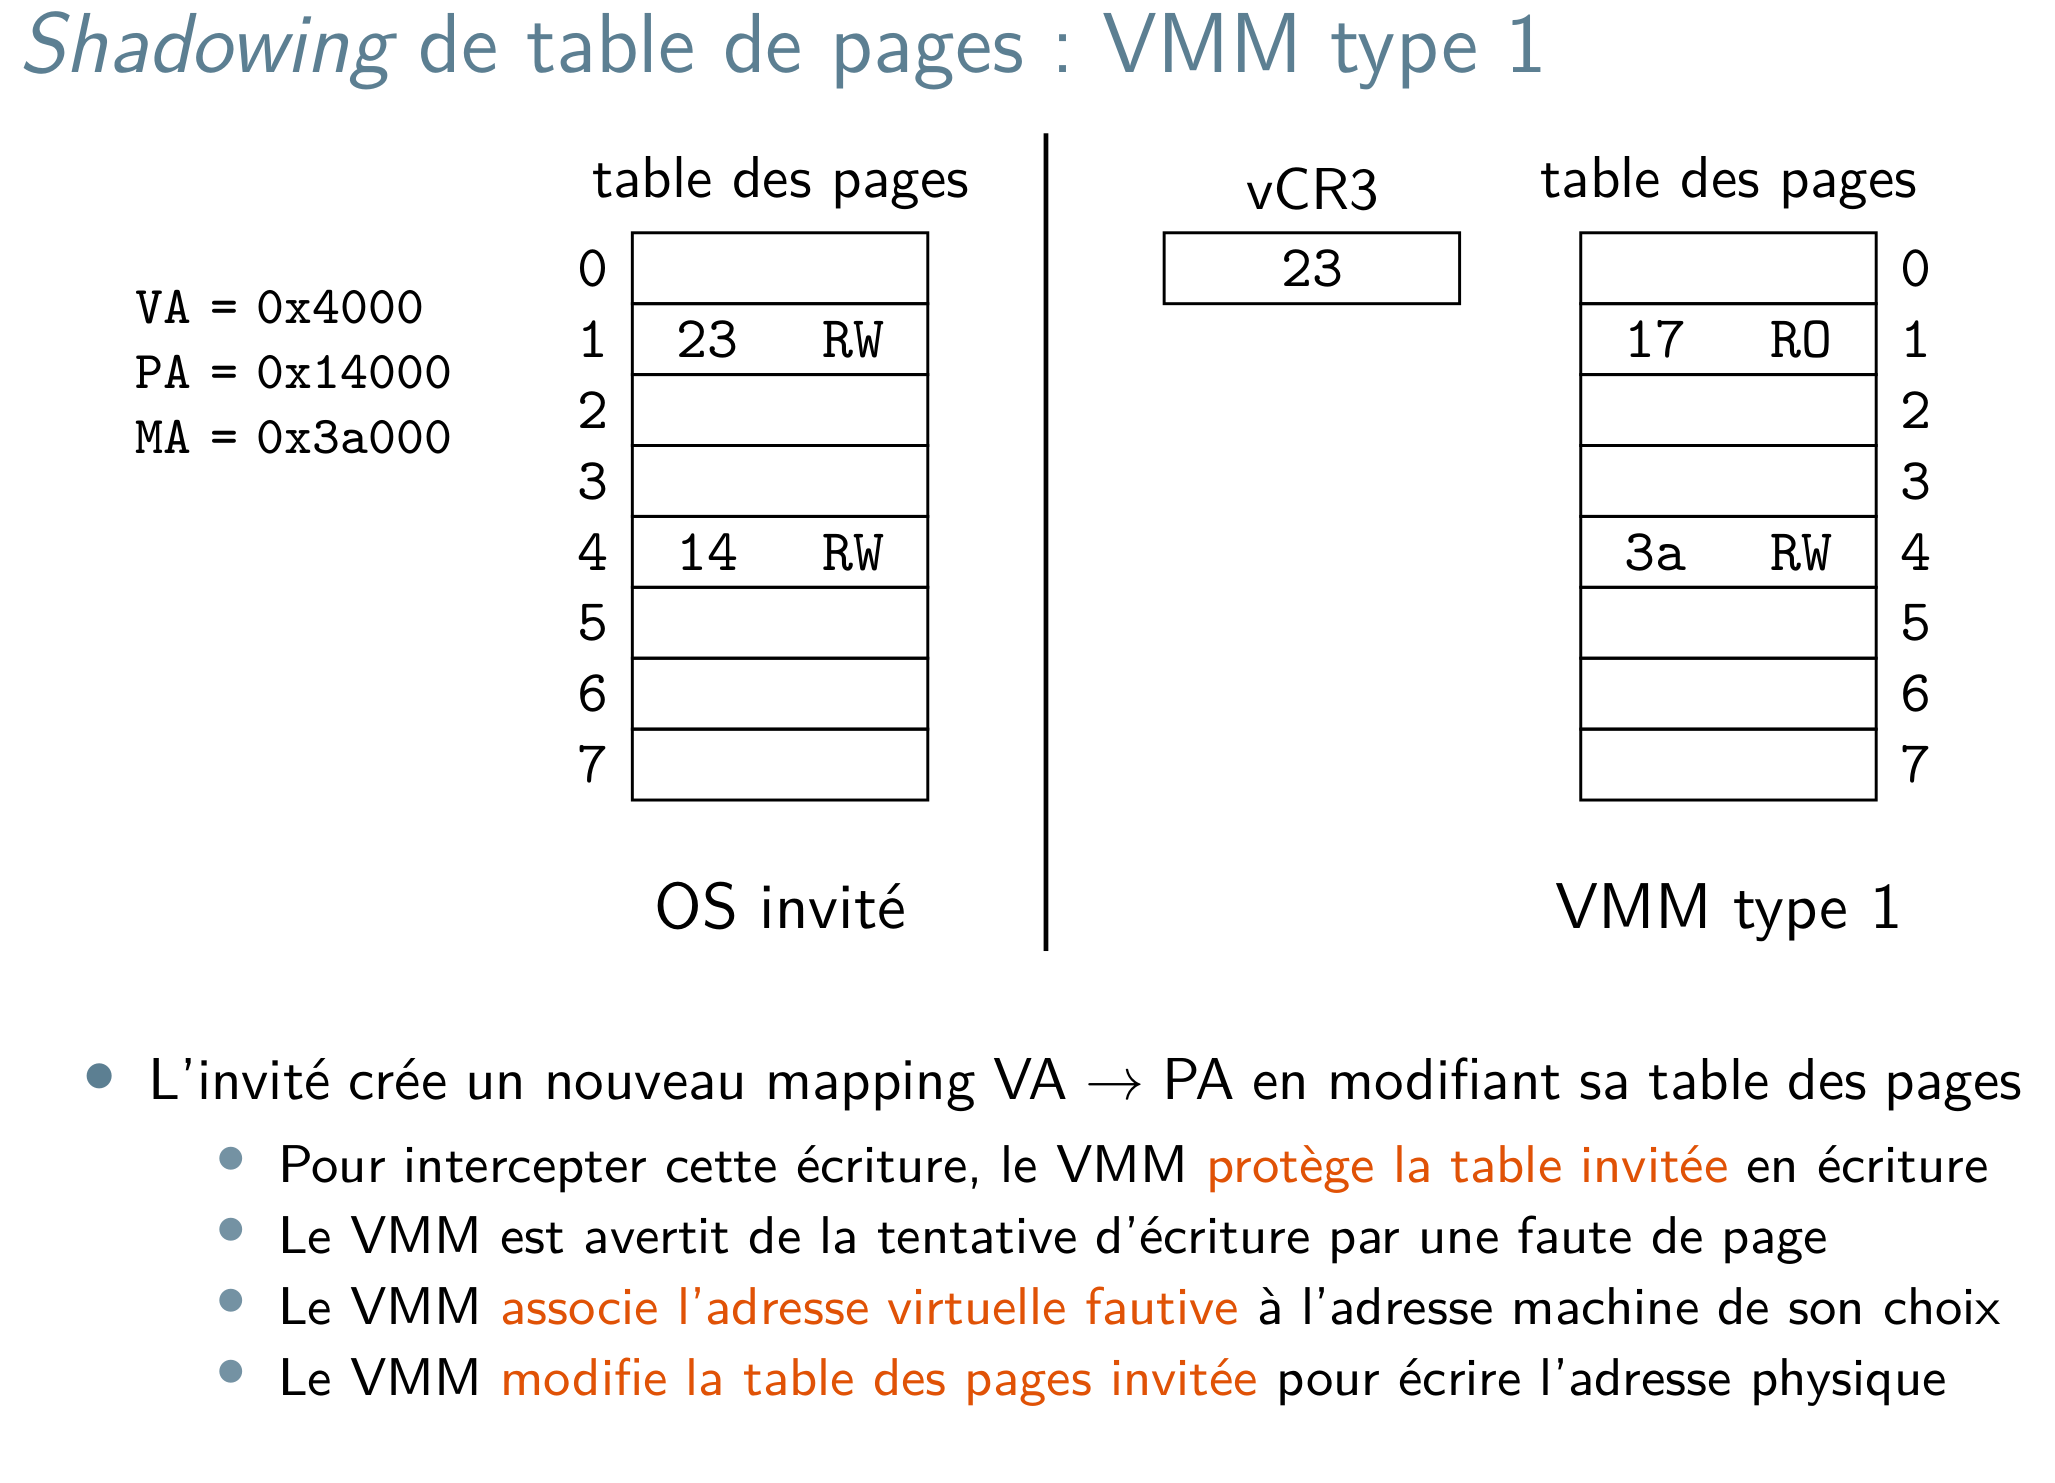 Shadowing de table de pages : VMM type 1
VA = 0x4000
PA = 0x14000
MA = 0x3a000
table des pages
0
1 23 RW
2
3
4 14 RW
5
6
7
OS invité
vCR3
23
table des pages
0
17 RO 1
2
3
3a RW 4
5
6
7
VMM type 1
• L'invité crée un nouveau mapping VA → PA en modifiant sa table des pages
• Pour intercepter cette écriture, le VMM protège la table invitée en écriture
• Le VMM est avertit de la tentative d'écriture par une faute de page
• Le VMM associe l'adresse virtuelle fautive à l'adresse machine de son choix
• Le VMM modifie la table des pages invitée pour écrire l'adresse physique